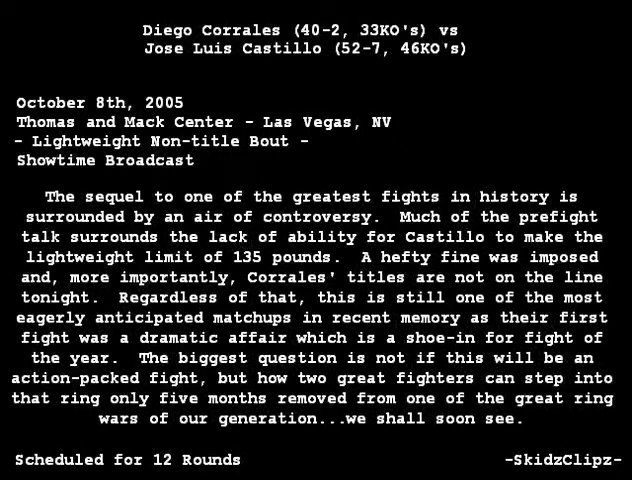 Diego Corrales (40-2, 33KO's) vs
Jose Luis Castillo (52-7, 46KO's)
October 8th, 2005
Thomas and Mack Center - Las Vegas, NV
- Lightweight Non-title Bout -
Showtime Broadcast
The sequel to one of the greatest fights in history is
surrounded by an air of controversy. Much of the prefight
talk surrounds the lack of ability for Castillo to make the
lightweight limit of 135 pounds. A hefty fine was imposed
and, more importantly, Corrales' titles are not on the line
tonight. Regardless of that, this is still one of the most
eagerly anticipated matchups in recent memory as their first
fight was a dramatic affair which is a shoe-in for fight of
the year. The biggest question is not if this will be an
action-packed fight, but how two great fighters can step into
that ring only five months removed from one of the great ring
wars of our generation...we shall soon see.
Scheduled for 12 Rounds
-SkidzClipz-